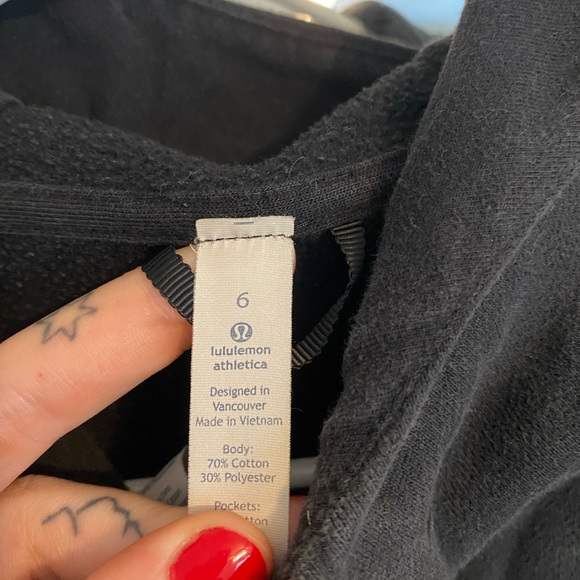 6
lululemon
athletica
Designed in
Vancouver
Made in Vietnam
Body:
70% Cotton
30% Polyester
Pockets: